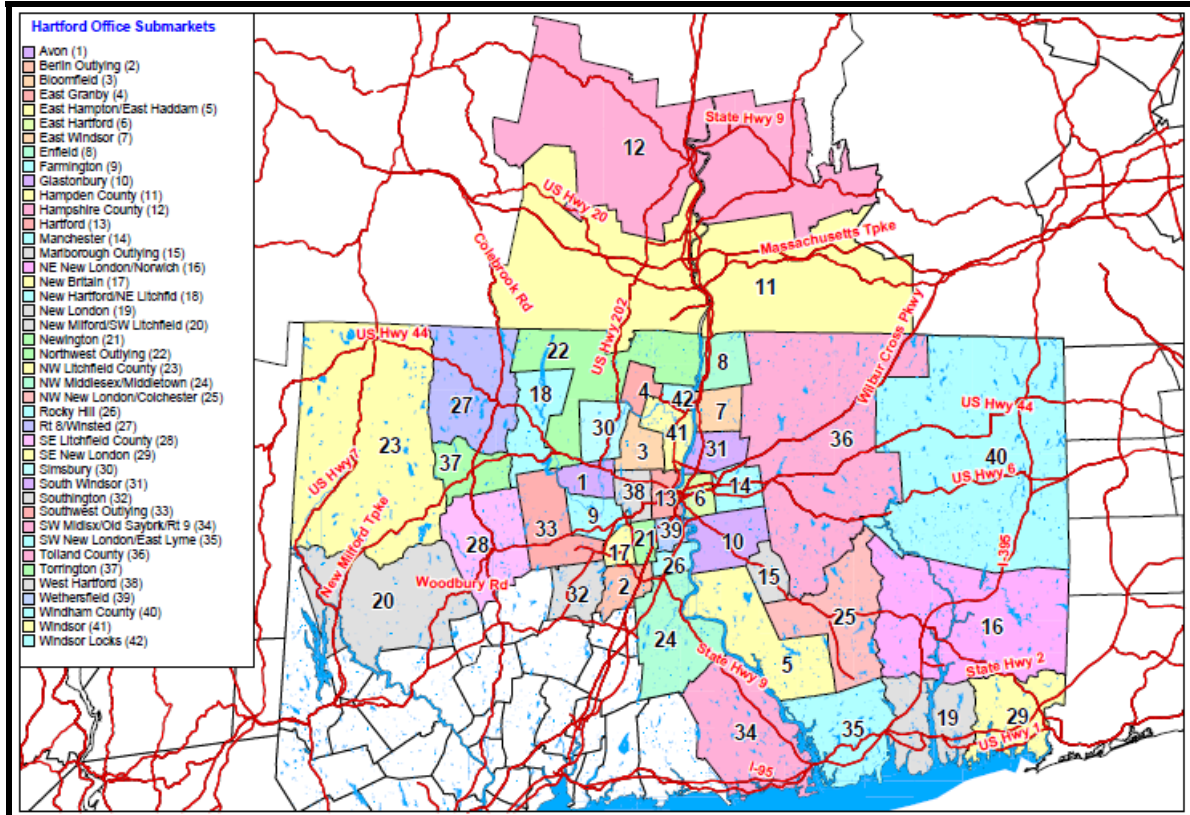 Hartford Office Submarkets
Avon (1)
Berlin Outlying (2)
Bloomfield (3)
East Granby (4)
East Hampton/East Haddam (5)
East Hartford (6)
East Windsor (7)
Enfield (8)
Farmington (9)
Glastonbury (10)
Hampden County (11)
Hampshire County (12)
Hartford (13)
Manchester (14)
Marlborough Outlying (15)
NE New London/Norwich (16)
New Britain (17)
New Hartford/NE Litchfld (18)
New London (19)
New Milford/SW Litchfield (20)
Newington (21)
Northwest Outlying (22)
NW Litchfield County (23)
NW Middlesex/Middletown (24)
NW New London/Colchester (25)
Rocky Hill (26)
Rt 8/Winsted (27)
SE Litchfield County (28)
SE New London (29)
Simsbury (30)
South Windsor (31)
Southington (32)
Southwest Outlying (33)
SW Midlsx/Old Saybrk/Rt 9 (34)
SW New London/East Lyme (35)
Tolland County (36)
Torrington (37)
West Hartford (38)
Wethersfield (39)
Windham County (40)
Windsor (41)
Windsor Locks (42)
State Hwy 9
12
US Hwy 20
Massachusetts Tpke
Colebrook Rd
11
US Hwy 202
Wilbur Cross Pkwy
US Hwy 44
22
8
4
42
18
27
7
US Hwy 44
30
41
36
23
3
31
40
37
US Hwy 6
US Hwy 7
1
38
13
6
14
9
33
39
New Milford Tpke
28
21
10
17
26
I-395
Woodbury Rd
2
15
32
20
25
16
24
5
State Hwy 9
State Hwy 2
19
29
34
35
US Hwy 1
I-95